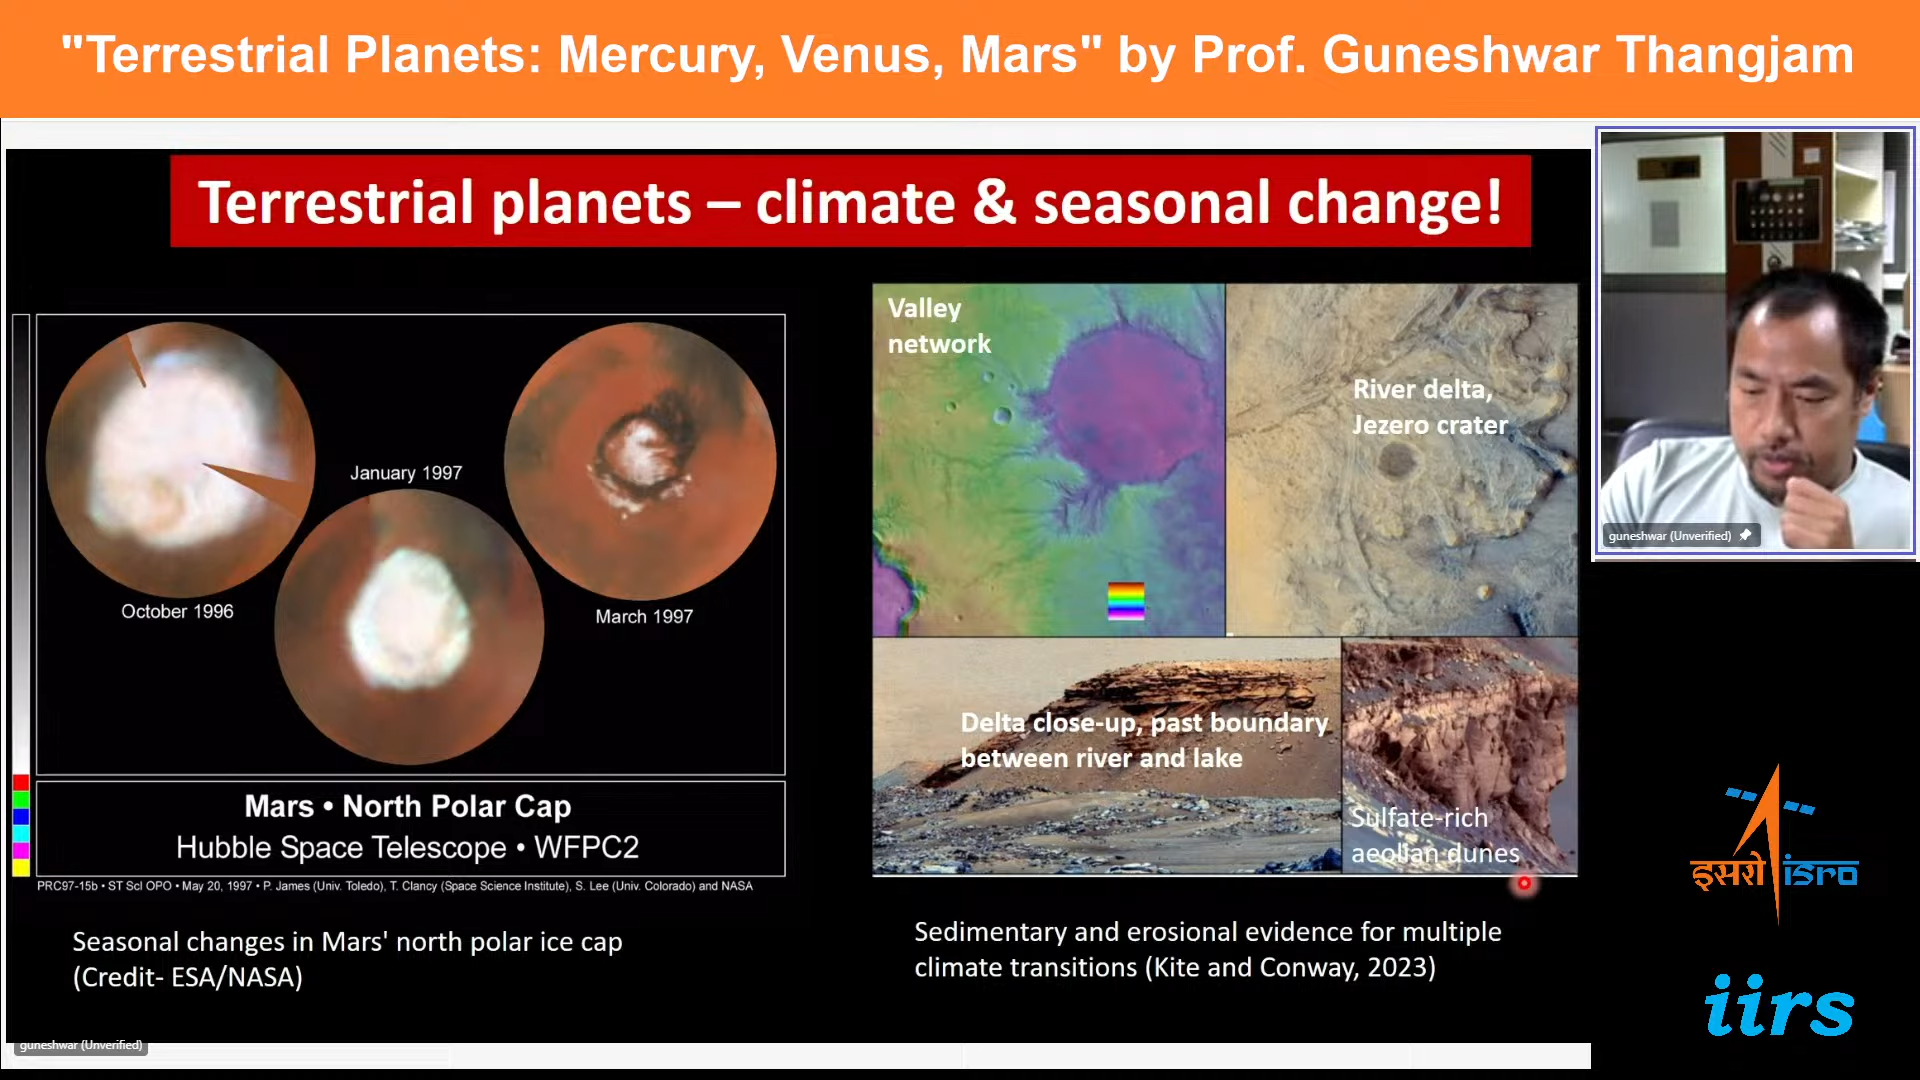 "Terrestrial Planets: Mercury, Venus, Mars" by Prof. Guneshwar Thangjam
Terrestrial planets – climate & seasonal change!
October 1996
January 1997
March 1997
Mars • North Polar Cap
Hubble Space Telescope • WFPC2
PRC97-15b • ST ScI OPO • May 20, 1997 • P. James (Univ. Toledo), T. Clancy (Space Science Institute), S. Lee (Univ. Colorado) and NASA
Seasonal changes in Mars' north polar ice cap
(Credit- ESA/NASA)
Valley
network
River delta,
Jezero crater
Delta close-up, past boundary
between river and lake
Sulfate-rich
aeolian dunes
Sedimentary and erosional evidence for multiple
climate transitions (Kite and Conway, 2023)
guneshwar (Unverified)
इसरो isro
iirs
guneshwar (Unverified)